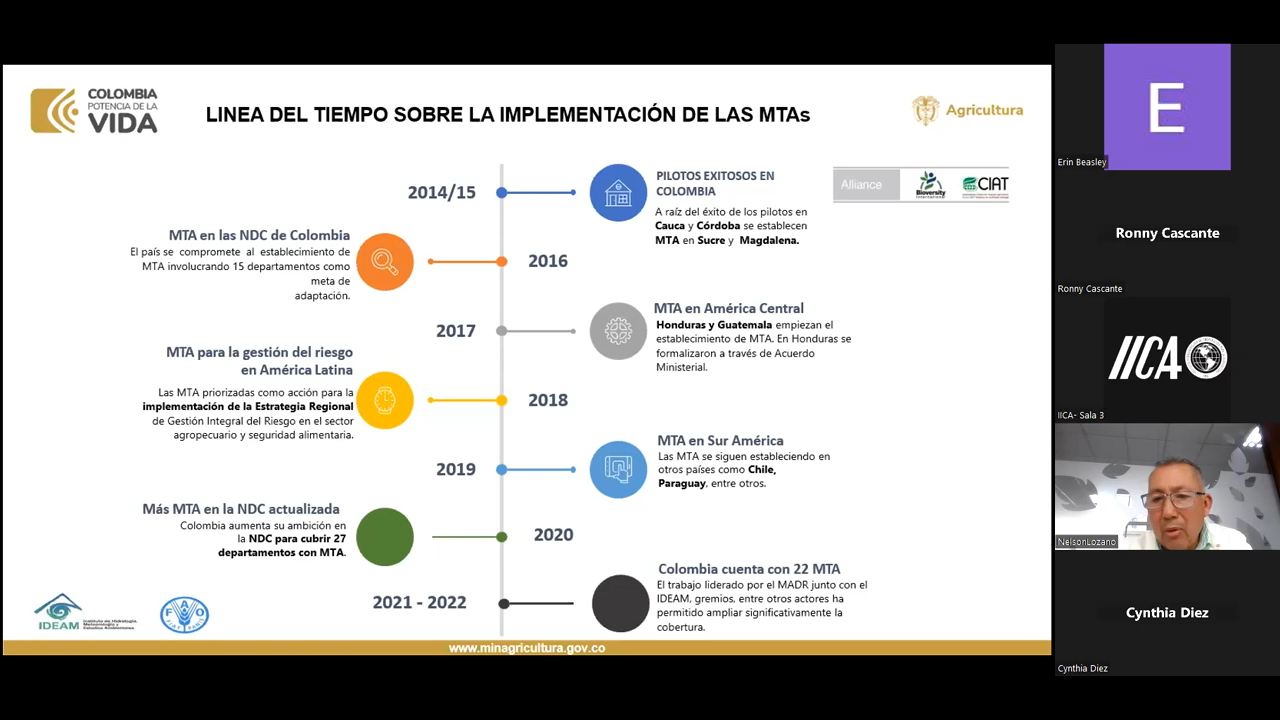 COLOMBIA
POTENCIA DE LA
VIDA
LINEA DEL TIEMPO SOBRE LA IMPLEMENTACIÓN DE LAS MTAs
Agricultura
2014/15
PILOTOS EXITOSOS EN
COLOMBIA
A raíz del éxito de los pilotos en
Cauca y Córdoba se establecen
MTA en Sucre y Magdalena.
Alliance
Bioversity
International
CIAT
MTA en las NDC de Colombia
El país se compromete al establecimiento de
MTA involucrando 15 departamentos como
meta de
adaptación.
2016
2017
MTA en América Central
Honduras y Guatemala empiezan el
establecimiento de MTA. En Honduras se
formalizaron a través de Acuerdo
Ministerial.
MTA para la gestión del riesgo
en América Latina
Las MTA priorizadas como acción para la
implementación de la Estrategia Regional
de Gestión Integral del Riesgo en el sector
agropecuario y seguridad alimentaria.
2018
2019
MTA en Sur América
Las MTA se siguen estableciendo en
otros países como Chile,
Paraguay, entre otros.
Más MTA en la NDC actualizada
Colombia aumenta su ambición en
la NDC para cubrir 27
departamentos con MTA.
2020
2021 - 2022
Colombia cuenta con 22 MTA
El trabajo liderado por el MADR junto con el
IDEAM, gremios, entre otros actores ha
permitido ampliar significativamente la
cobertura.
IDEAM
Instituto de Hidrología,
Meteorología y
Estudios Ambientales
FAO
FIAT PANIS
www.minagricultura.gov.co
E
Erin Beasley
Ronny Cascante
Ronny Cascante
IICA
IICA- Sala 3
NelsonLozano
Cynthia Diez
Cynthia Diez